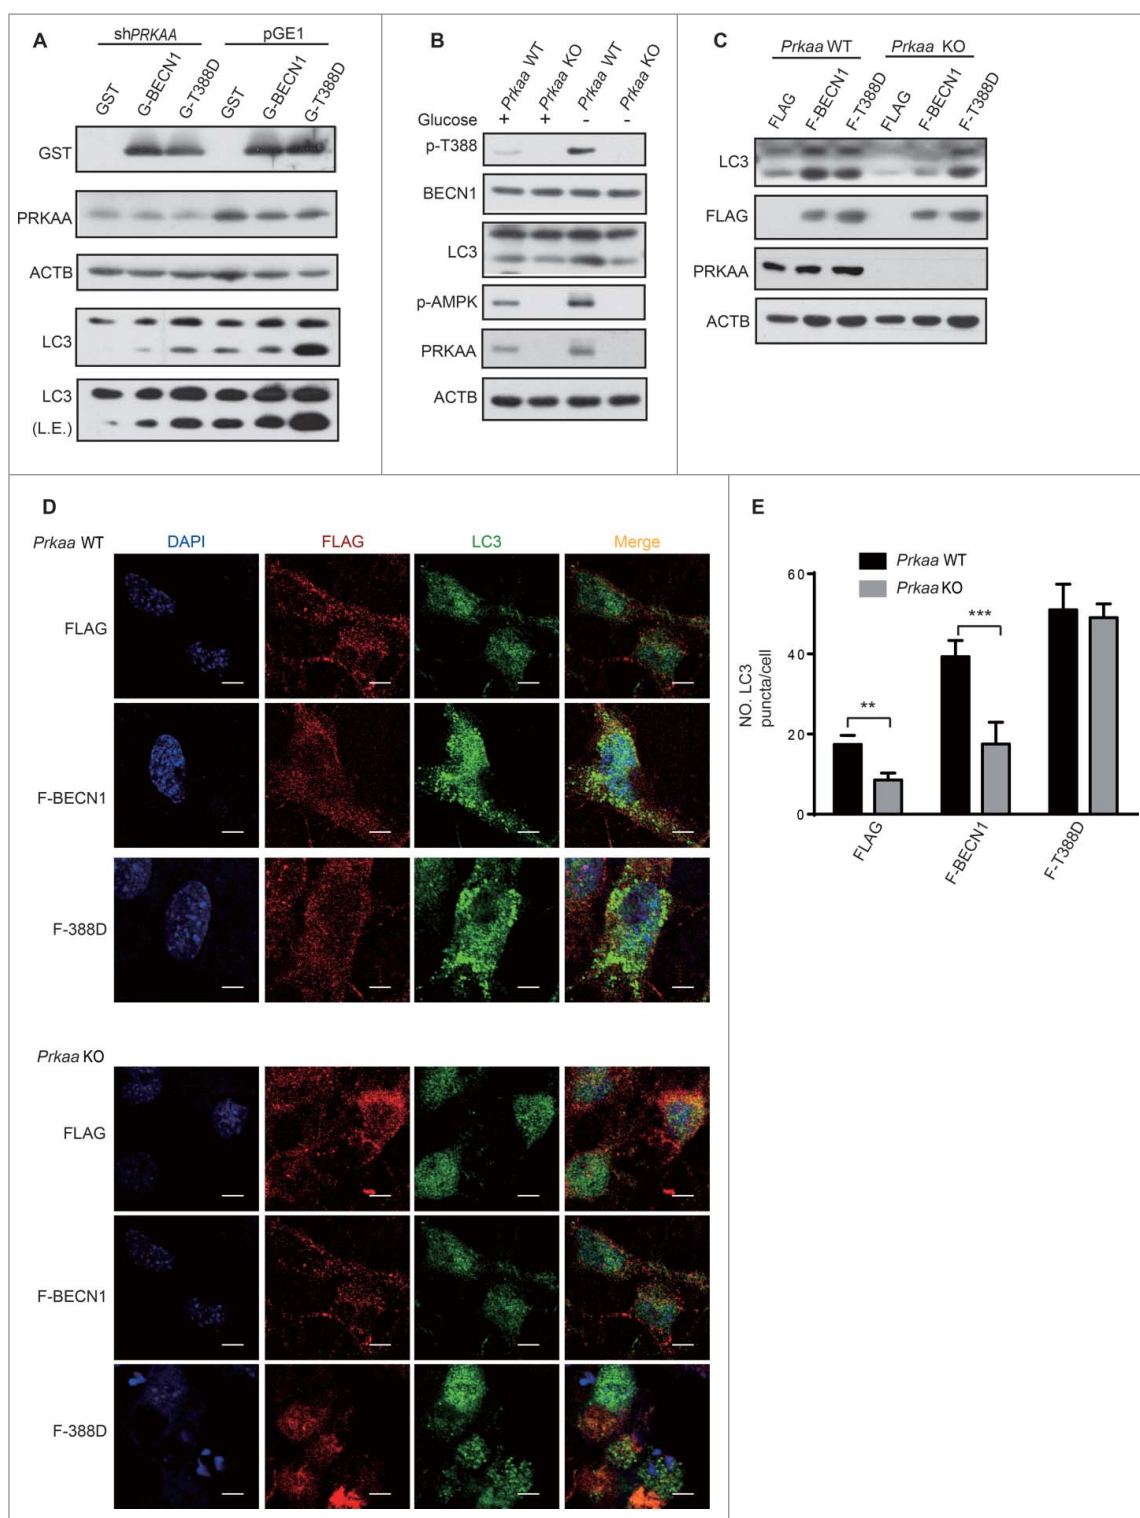 A
shPRKAA pGE1
GST G-BECN1 G-T388D GST G-BECN1 G-T388D
GST
PRKAA
ACTB
LC3
LC3
(L.E.)
B
Prkaa WT Prkaa KO Prkaa WT Prkaa KO
Glucose + + - -
p-T388
BECN1
LC3
p-AMPK
PRKAA
ACTB
C
Prkaa WT Prkaa KO
FLAG F-BECN1 F-T388D FLAG F-BECN1 F-T388D
LC3
FLAG
PRKAA
ACTB
D
Prkaa WT DAPI FLAG LC3 Merge
FLAG
F-BECN1
F-388D
Prkaa KO
FLAG
F-BECN1
F-388D
E
Prkaa WT
Prkaa KO
NO. LC3
puncta/cell
60
40
20
0
** ***
FLAG F-BECN1 F-T388D